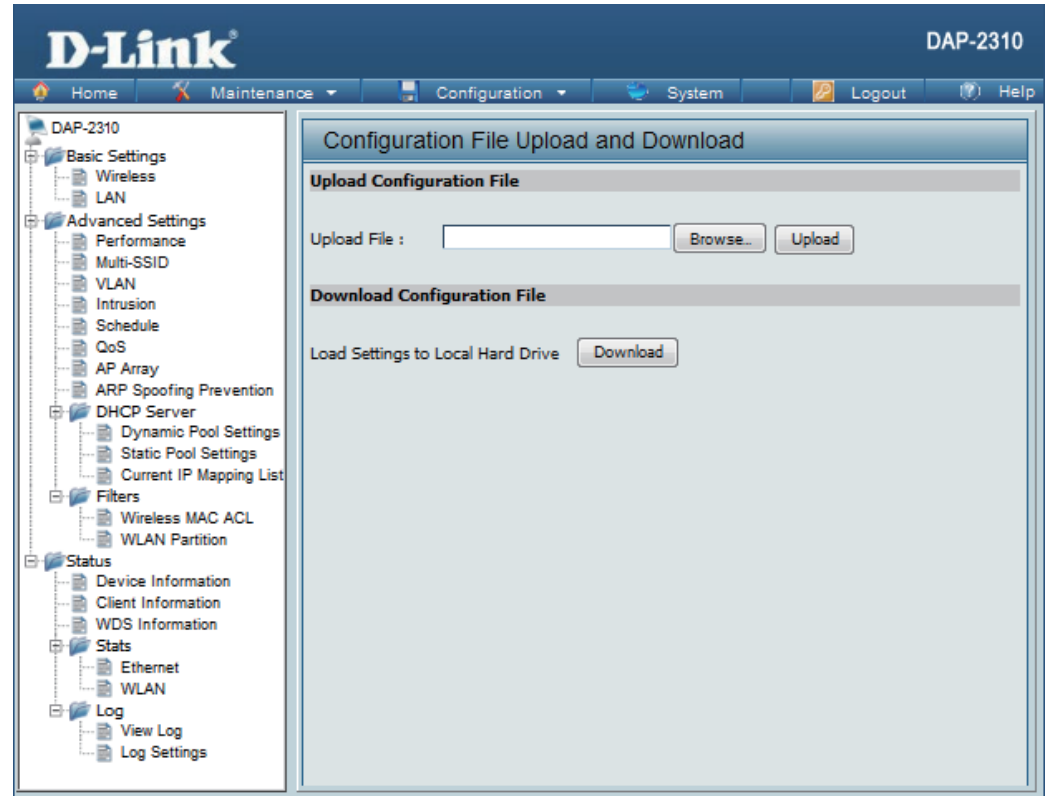 D-Link®
DAP-2310
Home Maintenance Configuration System Logout Help
DAP-2310
Basic Settings
Wireless
LAN
Advanced Settings
Performance
Multi-SSID
VLAN
Intrusion
Schedule
QoS
AP Array
ARP Spoofing Prevention
DHCP Server
Dynamic Pool Settings
Static Pool Settings
Current IP Mapping List
Filters
Wireless MAC ACL
WLAN Partition
Status
Device Information
Client Information
WDS Information
Stats
Ethernet
WLAN
Log
View Log
Log Settings
Configuration File Upload and Download
Upload Configuration File
Upload File : Browse... Upload
Download Configuration File
Load Settings to Local Hard Drive Download